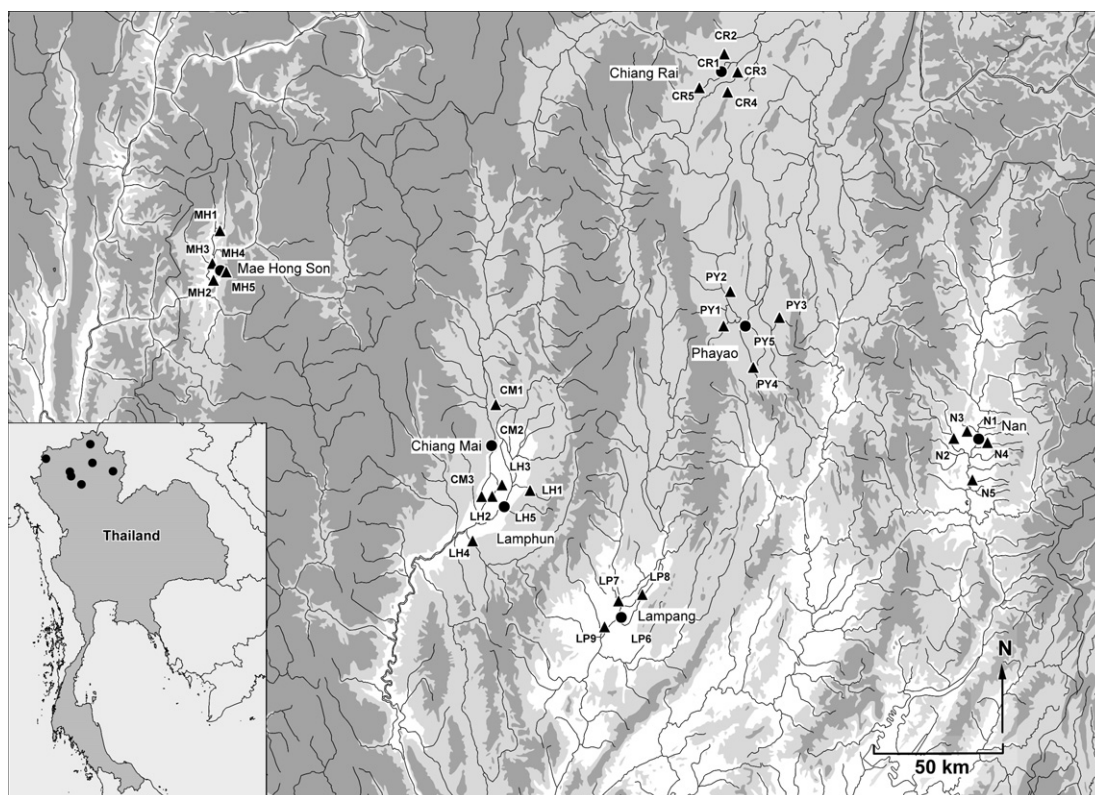 CR2
CR1
Chiang Rai
CR3
CR5
CR4
MH1
MH3
MH4
Mae Hong Son
MH2
MH5
PY2
PY3
PY1
PY5
Phayao
PY4
CM1
CM2
Chiang Mai
N3
N1
Nan
N2
N4
LH3
CM3
LH1
N5
LH2
LH5
Lamphun
LH4
Thailand
LP7
LP8
Lampang
LP9
LP6
N
50 km